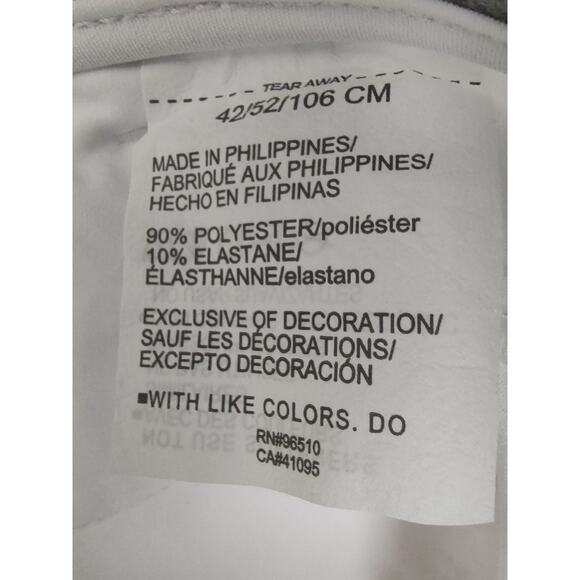 TEAR AWAY
42/52/106 CM
MADE IN PHILIPPINES/
FABRIQUÉ AUX PHILIPPINES/
HECHO EN FILIPINAS
90% POLYESTER/poliéster
10% ELASTANE/
ÉLASTHANNE/elastano
EXCLUSIVE OF DECORATION/
SAUF LES DÉCORATIONS/
EXCEPTO DECORACIÓN
■WITH LIKE COLORS. DO
RN#96510
CA#41095